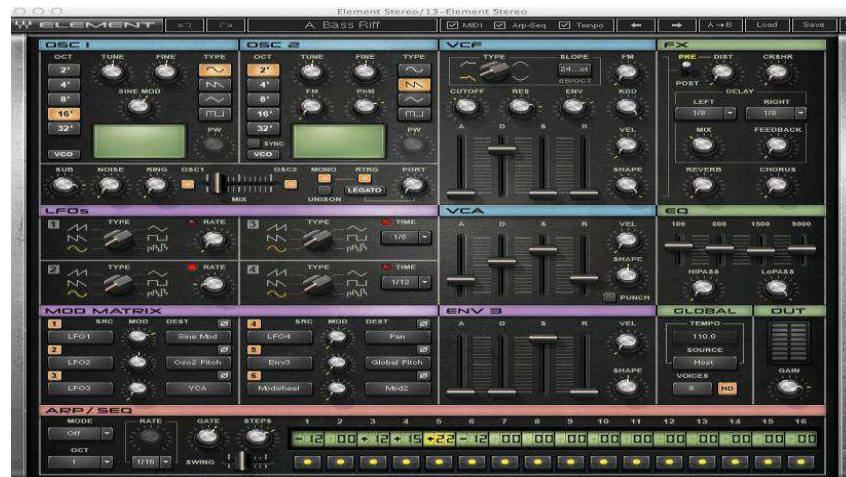 Element Stereo/13-Element Stereo
ELEMENT A: Bass Riff MIDI Arp-Seq Tempo A→B Load Save
OSC 1 OSC 2 VCF FX
OCT TUNE FINE TYPE OCT TUNE FINE TYPE TYPE SLOPE FM PRE DIST CRSHR
2' 2' 24...ct
dB/OCT
4' SINE MOD 4' FM PWM CUTOFF RES ENV KBD POST DELAY
8' 8' LEFT RIGHT
16' 16' A D S R 1/8 1/8
32' PW 32' PW VEL MIX FEEDBACK
VCO SYNC
VCO
SUB NOISE RING OSC1 OSC2 MONO RTRG PORT SHAPE REVERB CHORUS
MIX UNISON LEGATO
LFOs VCA EQ
1 TYPE RATE 3 TYPE TIME A D S R VEL 100 600 1500 5000
1/8
SHAPE
2 TYPE RATE 4 TYPE TIME HIPASS LoPASS
1/12 PUNCH
MOD MATRIX ENV 3 GLOBAL OUT
1 SRC MOD DEST 4 SRC MOD DEST A D S R VEL TEMPO
LFO1 Sine Mod LFO4 Pan 110.0
2 5 SOURCE
LFO2 Osc2 Pitch Env3 Global Pitch Host
3 6 SHAPE VOICES GAIN
LFO3 VCA Modwheel Mod2 8 HD
ARP/SEQ
MODE RATE GATE STEPS 1 2 3 4 5 6 7 8 9 10 11 12 13 14 15 16
Off -12 00 +12 +15 +22 -12 00 00 00 00 00 00 00 00 00 00
OCT
1 1/16 SWING